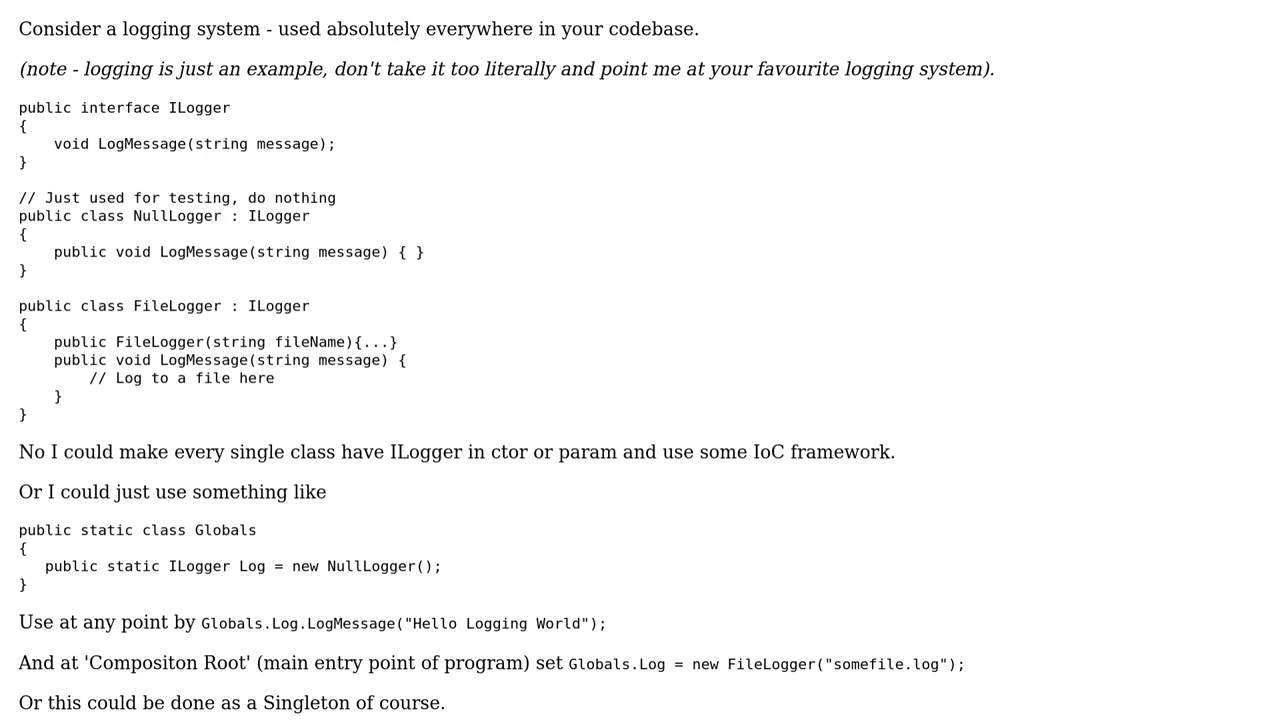 Consider a logging system - used absolutely everywhere in your codebase.
(note - logging is just an example, don't take it too literally and point me at your favourite logging system).
public interface ILogger
{
    void LogMessage(string message);
}
// Just used for testing, do nothing
public class NullLogger : ILogger
{
    public void LogMessage(string message) { }
}
public class FileLogger : ILogger
{
    public FileLogger(string fileName){...}
    public void LogMessage(string message) {
        // Log to a file here
    }
}
No I could make every single class have ILogger in ctor or param and use some IoC framework.
Or I could just use something like
public static class Globals
{
   public static ILogger Log = new NullLogger();
}
Use at any point by Globals.Log.LogMessage("Hello Logging World");
And at 'Compositon Root' (main entry point of program) set Globals.Log = new FileLogger("somefile.log");
Or this could be done as a Singleton of course.